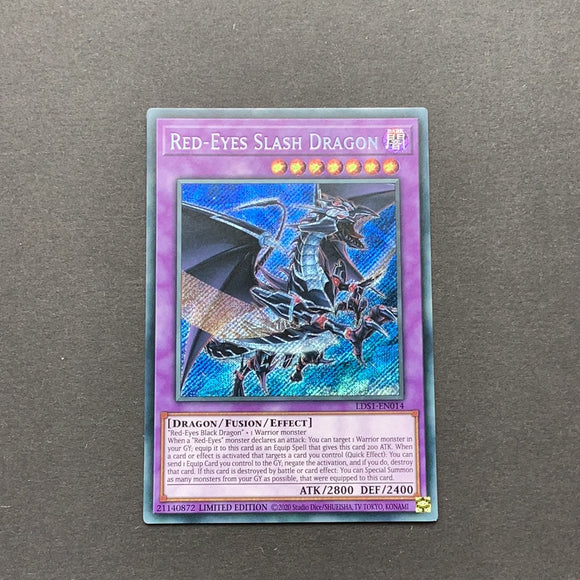 RED-EYES SLASH DRAGON
DARK
闇
LDS1-EN014
[DRAGON/FUSION/EFFECT]
"Red-Eyes Black Dragon" + 1 Warrior monster
When a "Red-Eyes" monster declares an attack: You can target 1 Warrior monster in
your GY; equip it to this card as an Equip Spell that gives this card 200 ATK. When
a card or effect is activated that targets a card you control (Quick Effect): You can
send 1 Equip Card you control to the GY, negate the activation, and if you do, destroy
that card. If this card is destroyed by battle or card effect: You can Special Summon
as many monsters from your GY as possible, that were equipped to this card.
ATK/2800 DEF/2400
21140872 LIMITED EDITION ©2020 Studio Dice/SHUEISHA, TV TOKYO, KONAMI